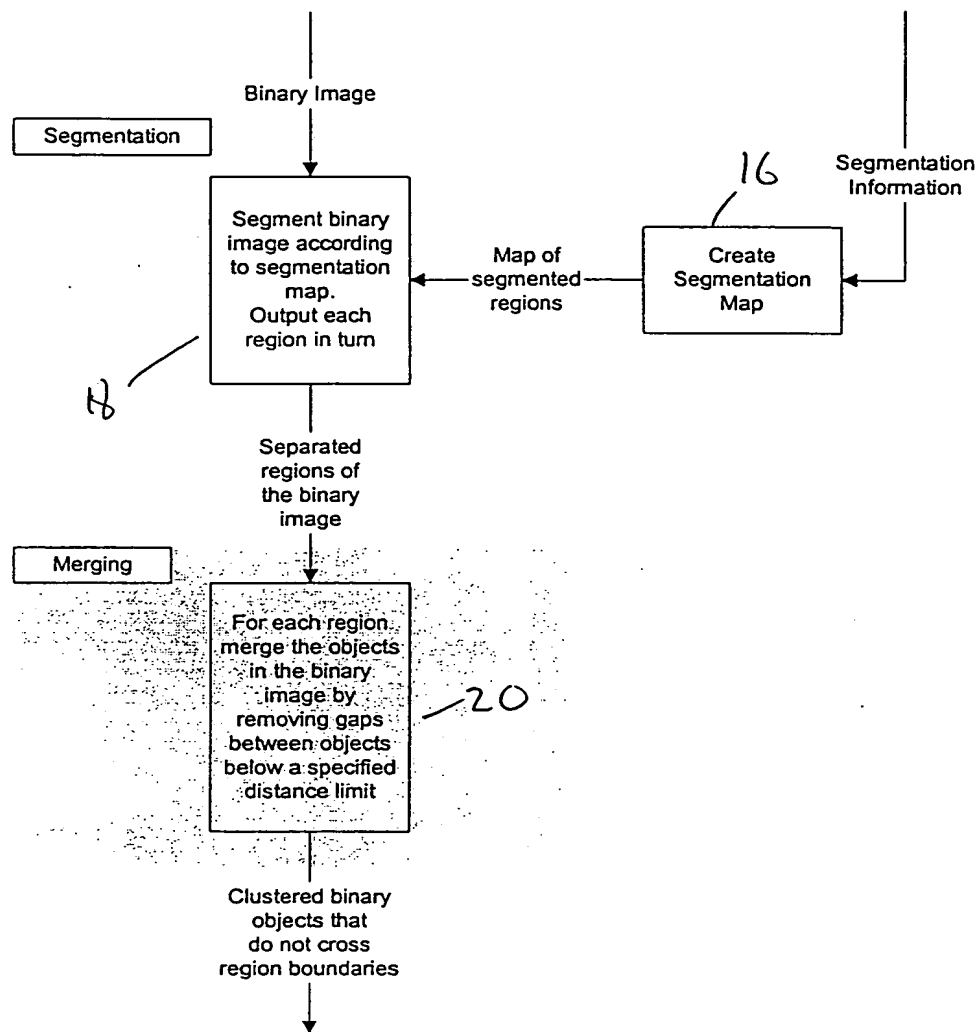 Binary Image
Segmentation
Segmentation
Information
16
Segment binary
image according
to segmentation
map.
Output each
region in turn
Map of
segmented
regions
Create
Segmentation
Map
18
Separated
regions of
the binary
image
Merging
For each region
merge the objects
in the binary
image by
removing gaps
between objects
below a specified
distance limit
20
Clustered binary
objects that
do not cross
region boundaries